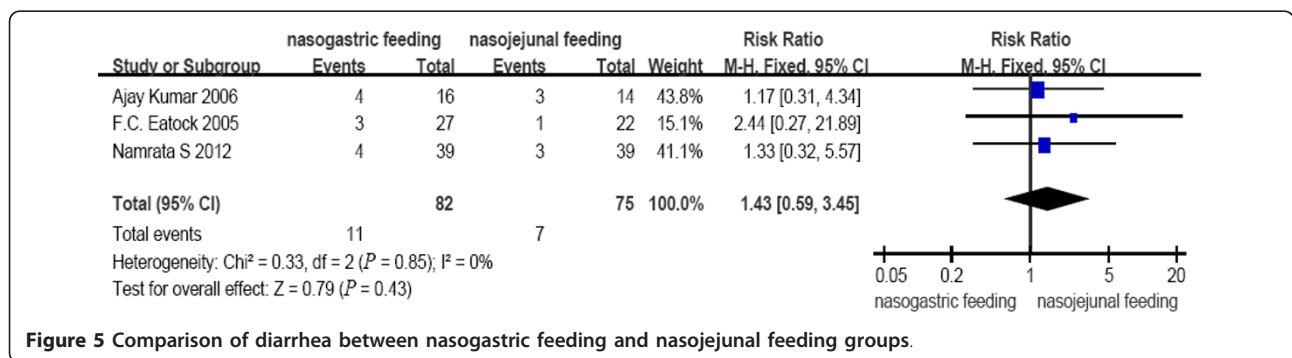 nasogastric feeding nasojejunal feeding Risk Ratio Risk Ratio
Study or Subgroup Events Total Events Total Weight M-H. Fixed. 95% CI M-H. Fixed. 95% CI
Ajay Kumar 2006 4 16 3 14 43.8% 1.17 [0.31, 4.34]
F.C. Eatock 2005 3 27 1 22 15.1% 2.44 [0.27, 21.89]
Namrata S 2012 4 39 3 39 41.1% 1.33 [0.32, 5.57]
Total (95% CI) 82 75 100.0% 1.43 [0.59, 3.45]
Total events 11 7
Heterogeneity: Chi² = 0.33, df = 2 (P = 0.85); I² = 0%
Test for overall effect: Z = 0.79 (P = 0.43)
0.05 0.2 1 5 20
nasogastric feeding nasojejunal feeding
Figure 5 Comparison of diarrhea between nasogastric feeding and nasojejunal feeding groups.